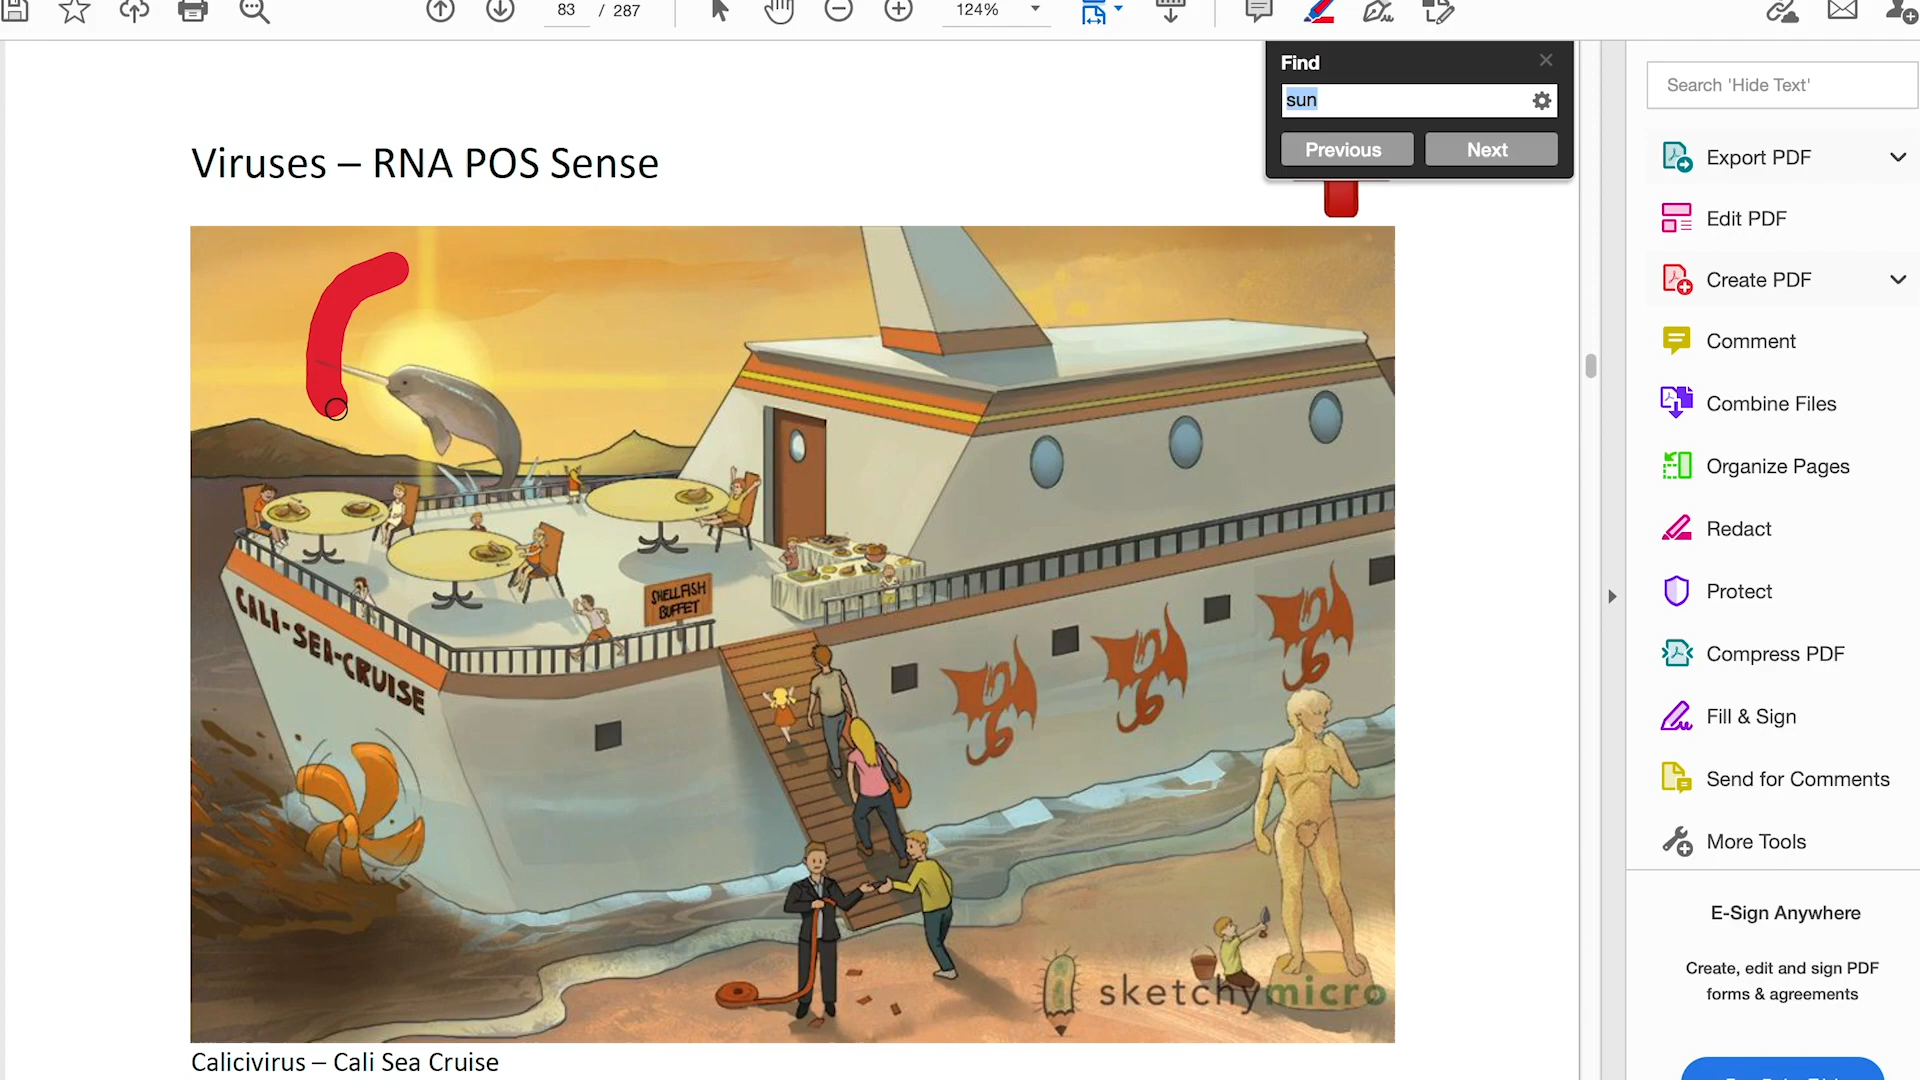 83 / 287
124%
Find
sun
Previous
Next
Search 'Hide Text'
Export PDF
Edit PDF
Create PDF
Comment
Combine Files
Organize Pages
Redact
Protect
Compress PDF
Fill & Sign
Send for Comments
More Tools
E-Sign Anywhere
Create, edit and sign PDF
forms & agreements
Viruses – RNA POS Sense
SHELLFISH
BUFFET
CALI-SEA-CRUISE
sketchymicro
Calicivirus – Cali Sea Cruise